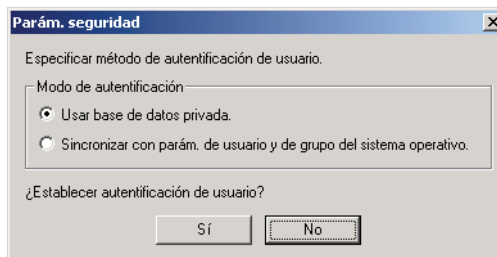 Parám. seguridad
Especificar método de autentificación de usuario.
Modo de autentificación
Usar base de datos privada.
Sincronizar con parám. de usuario y de grupo del sistema operativo.
¿Establecer autentificación de usuario?
Sí
No